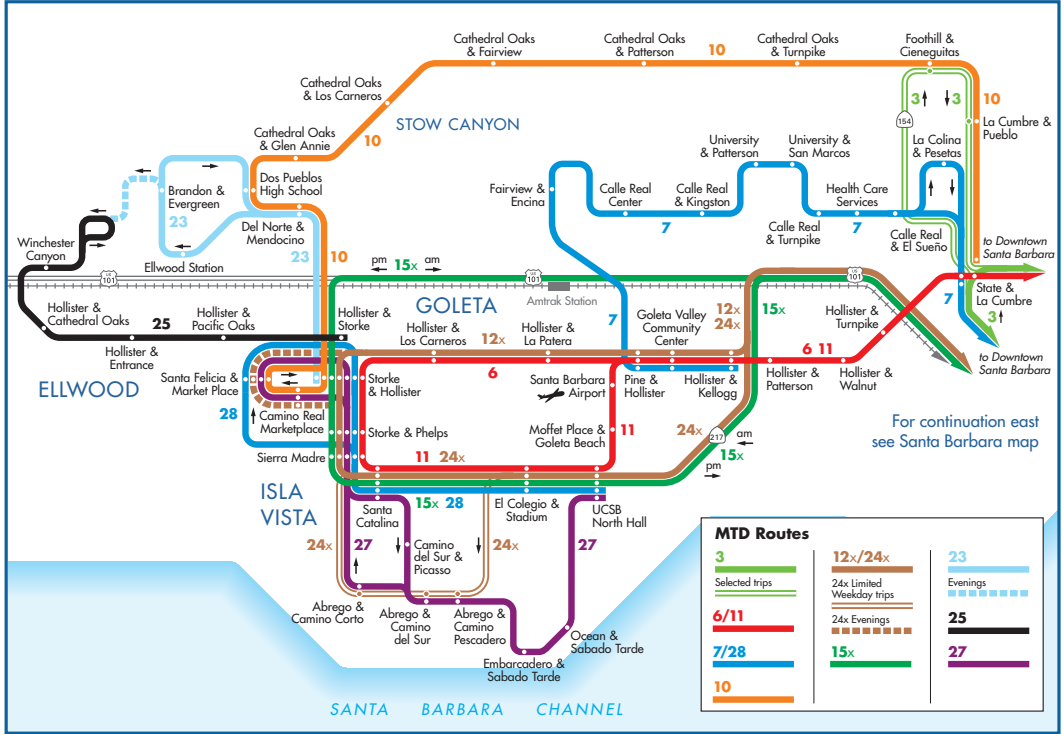 Cathedral Oaks
& Fairview
Cathedral Oaks
& Patterson
10
Cathedral Oaks
& Turnpike
Foothill &
Cieneguitas
Cathedral Oaks
& Los Carneros
3
3
10
STOW CANYON
154
La Cumbre &
Pueblo
Cathedral Oaks
& Glen Annie
10
University
& Patterson
University &
San Marcos
La Colina
& Pesetas
Brandon &
Evergreen
23
Dos Pueblos
High School
Fairview &
Encina
Calle Real
Center
Calle Real
& Kingston
Health Care
Services
7
7
Del Norte &
Mendocino
Calle Real
& Turnpike
Calle Real
& El Sueño
Winchester
Canyon
23
10
to Downtown
Santa Barbara
Ellwood Station
pm
15x
am
US
101
US
101
US
101
State &
La Cumbre
7
GOLETA
Amtrak Station
Hollister &
Cathedral Oaks
25
Hollister &
Pacific Oaks
Hollister &
Storke
Hollister &
Los Carneros
12x
Hollister &
La Patera
7
Goleta Valley
Community
Center
12x
24x
15x
Hollister &
Turnpike
3
Hollister &
Entrance
6
6 11
to Downtown
Santa Barbara
ELLWOOD
Santa Felicia &
Market Place
Storke
& Hollister
Santa Barbara
Airport
Pine &
Hollister
Hollister &
Kellogg
Hollister &
Patterson
Hollister &
Walnut
28
Camino Real
Marketplace
Storke & Phelps
Moffet Place &
Goleta Beach
11
24x
217
am
15x
pm
For continuation east
see Santa Barbara map
Sierra Madre
11 24x
ISLA
VISTA
Santa
Catalina
15x 28
El Colegio &
Stadium
UCSB
North Hall
24x
27
Camino
del Sur &
Picasso
24x
27
Abrego &
Camino Corto
Abrego &
Camino
del Sur
Abrego &
Camino
Pescadero
Ocean &
Sabado Tarde
Embarcadero &
Sabado Tarde
SANTA BARBARA CHANNEL
MTD Routes
3
Selected trips
6/11
7/28
10
12x/24x
24x Limited
Weekday trips
24x Evenings
15x
23
Evenings
25
27